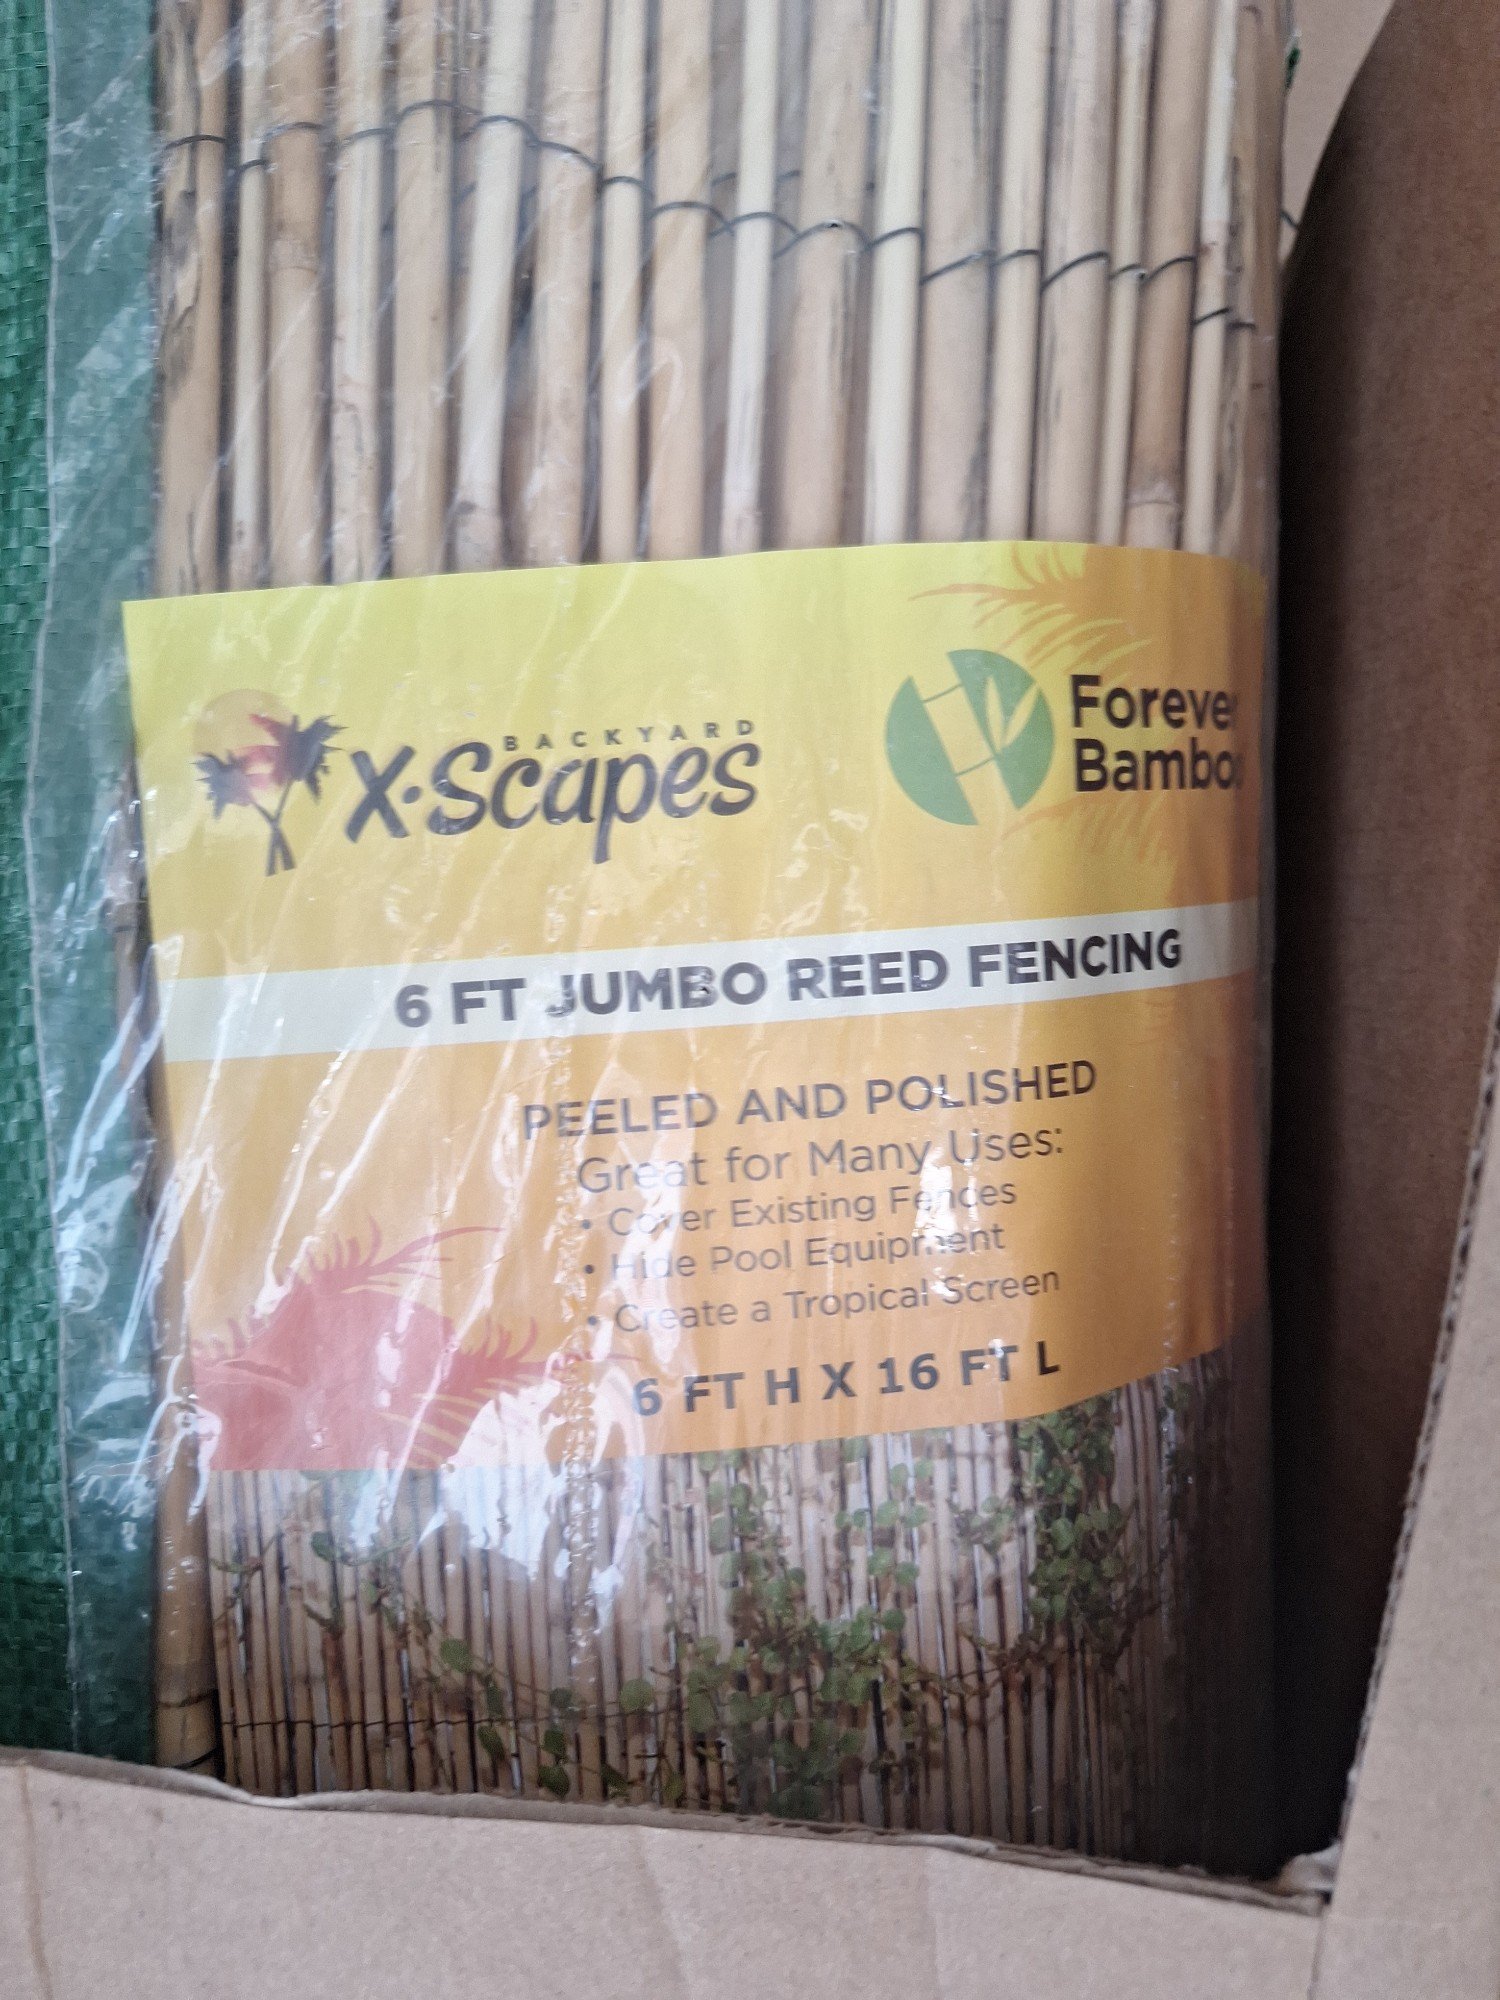 BACKYARD
X·Scapes
Forever
Bamboo
6 FT JUMBO REED FENCING
PEELED AND POLISHED
Great for Many Uses:
• Cover Existing Fences
• Hide Pool Equipment
• Create a Tropical Screen
6 FT H X 16 FT L